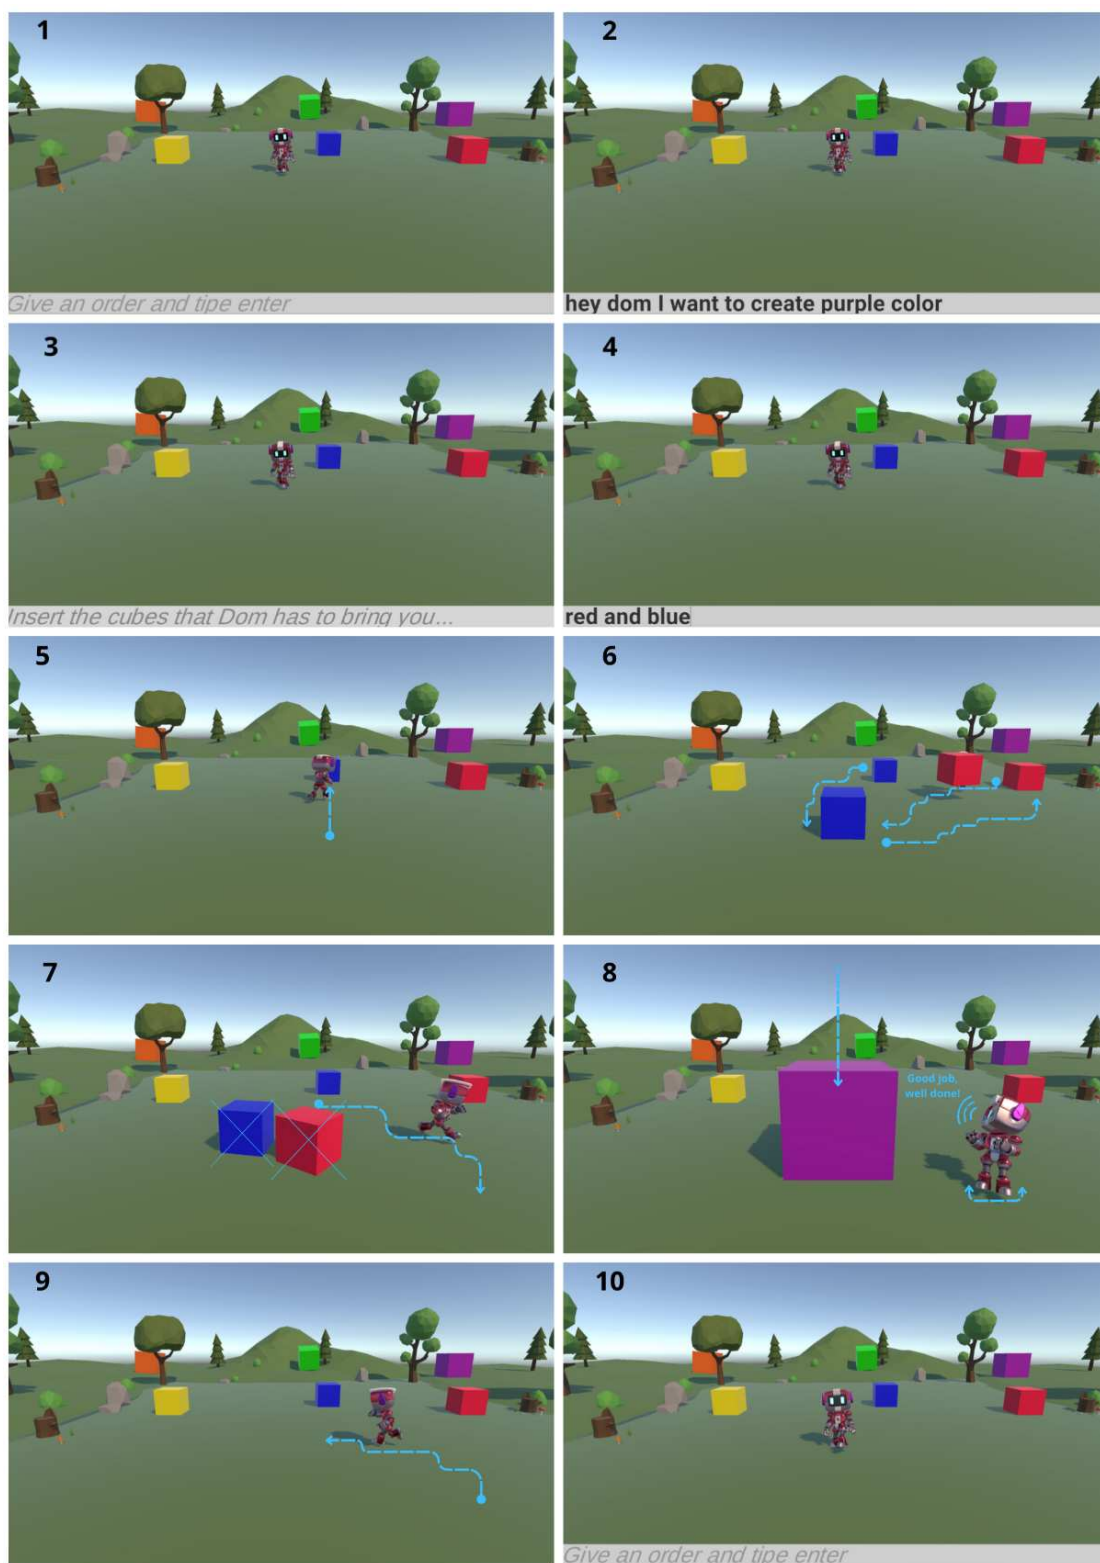 1
2
Give an order and tipe enter
hey dom I want to create purple color
3
4
Insert the cubes that Dom has to bring you...
red and blue
5
6
7
8
Good job,
well done!
9
10
Give an order and tipe enter